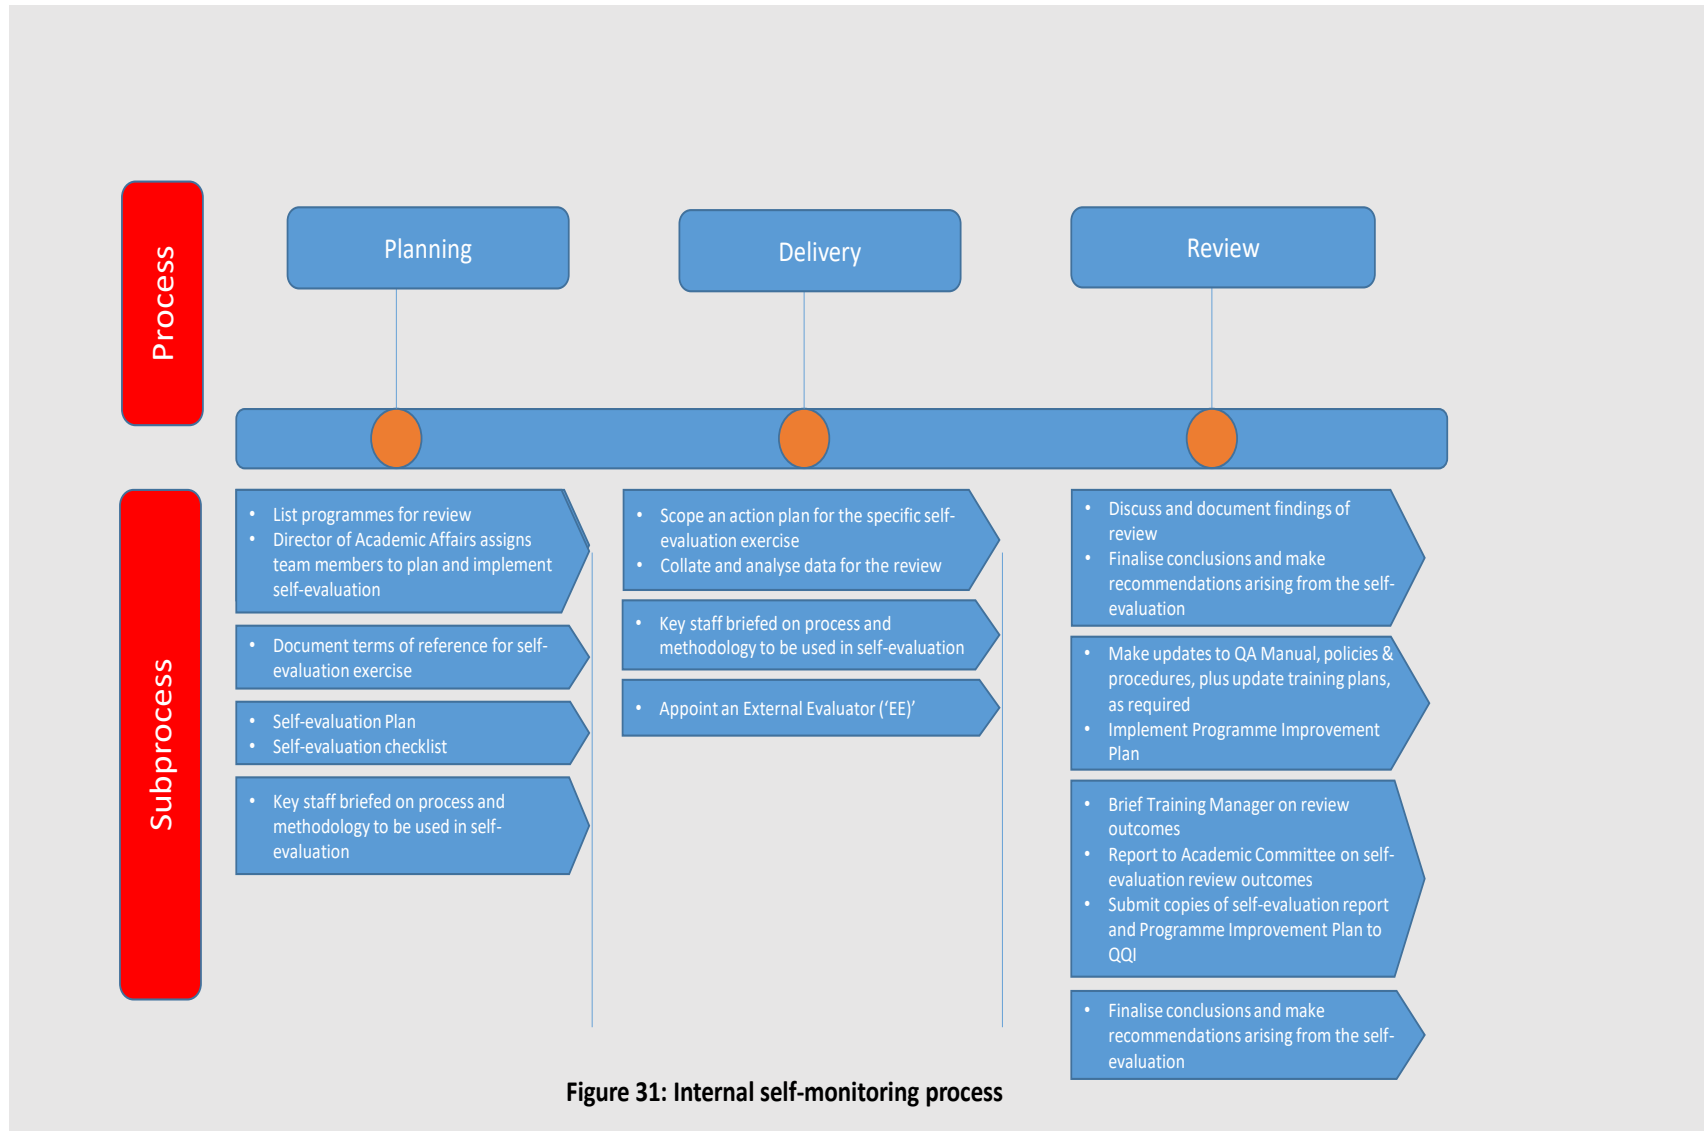 Process
Planning
Delivery
Review
Subprocess
• List programmes for review
• Director of Academic Affairs assigns
team members to plan and implement
self-evaluation
• Document terms of reference for self-
evaluation exercise
• Self-evaluation Plan
• Self-evaluation checklist
• Key staff briefed on process and
methodology to be used in self-
evaluation
• Scope an action plan for the specific self-
evaluation exercise
• Collate and analyse data for the review
• Key staff briefed on process and
methodology to be used in self-evaluation
• Appoint an External Evaluator (‘EE)’
• Discuss and document findings of
review
• Finalise conclusions and make
recommendations arising from the self-
evaluation
• Make updates to QA Manual, policies &
procedures, plus update training plans,
as required
• Implement Programme Improvement
Plan
• Brief Training Manager on review
outcomes
• Report to Academic Committee on self-
evaluation review outcomes
• Submit copies of self-evaluation report
and Programme Improvement Plan to
QQI
• Finalise conclusions and make
recommendations arising from the self-
evaluation
Figure 31: Internal self-monitoring process